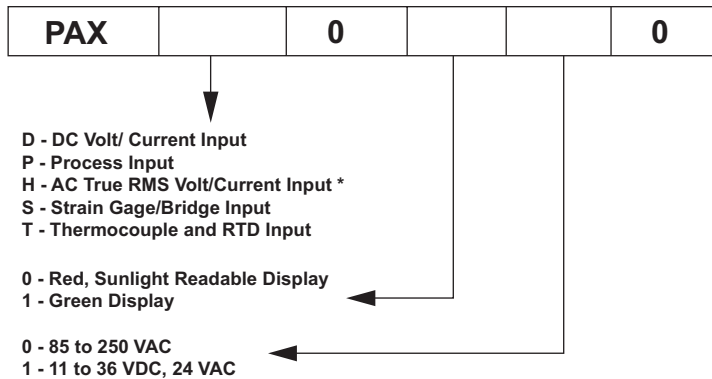 PAX 0 0
D - DC Volt/ Current Input
P - Process Input
H - AC True RMS Volt/Current Input *
S - Strain Gage/Bridge Input
T - Thermocouple and RTD Input
0 - Red, Sunlight Readable Display
1 - Green Display
0 - 85 to 250 VAC
1 - 11 to 36 VDC, 24 VAC